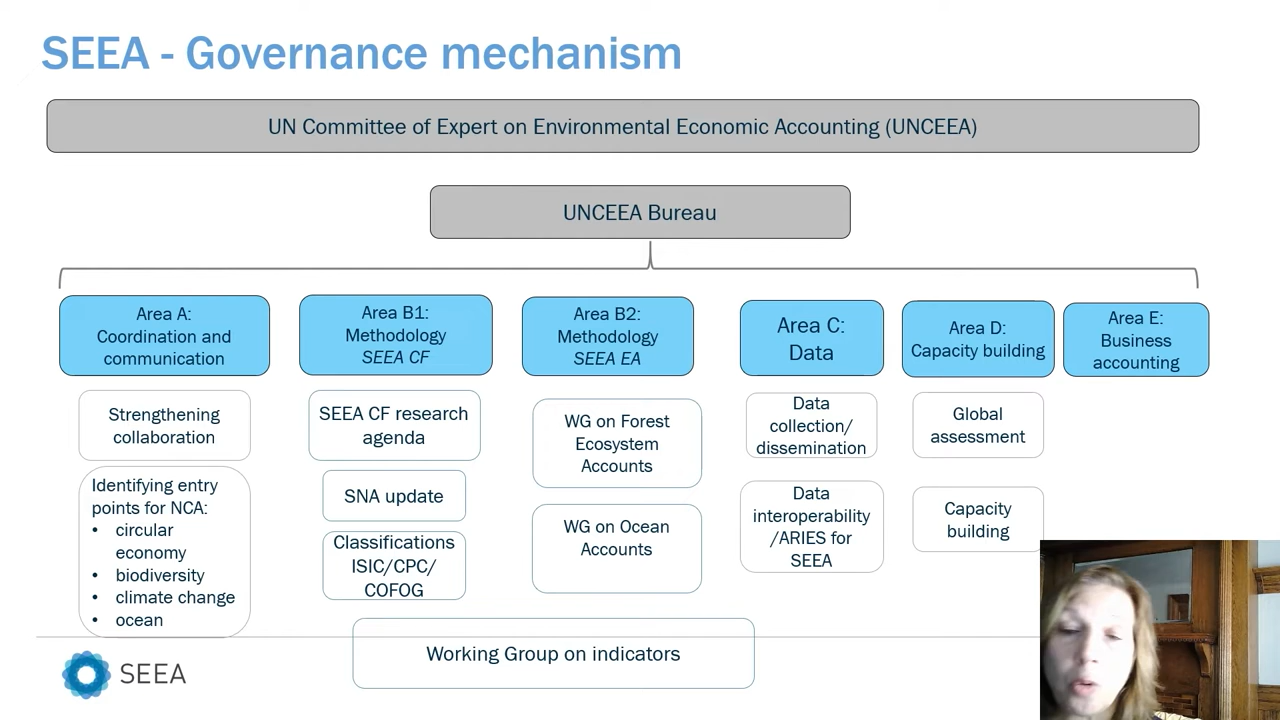 SEEA - Governance mechanism
UN Committee of Expert on Environmental Economic Accounting (UNCEEA)
UNCEEA Bureau
Area A:
Coordination and
communication
Strengthening
collaboration
Identifying entry
points for NCA:
• circular
economy
• biodiversity
• climate change
• ocean
Area B1:
Methodology
SEEA CF
SEEA CF research
agenda
SNA update
Classifications
ISIC/CPC/
COFOG
Area B2:
Methodology
SEEA EA
WG on Forest
Ecosystem
Accounts
WG on Ocean
Accounts
Working Group on indicators
Area C:
Data
Data
collection/
dissemination
Data
interoperability
/ARIES for
SEEA
Area D:
Capacity building
Global
assessment
Capacity
building
Area E:
Business
accounting
SEEA